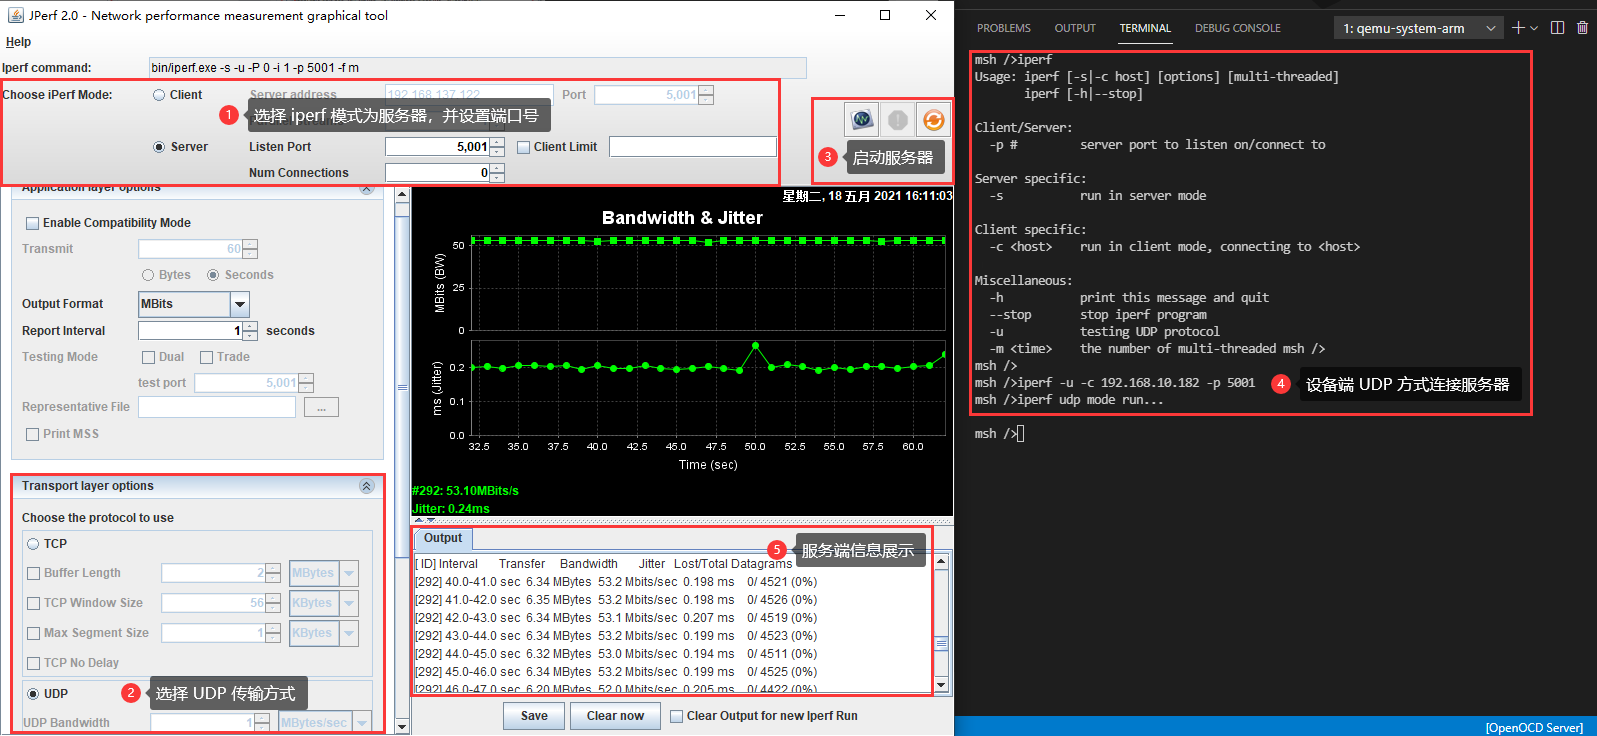 JPerf 2.0 - Network performance measurement graphical tool
Help
Iperf command:
bin/iperf.exe -s -u -P 0 -i 1 -p 5001 -f m
Choose iPerf Mode:
Client
Server address
192.168.137.122
Port
5,001
1
选择 iperf 模式为服务器，并设置端口号
Server
Listen Port
5,001
Client Limit
Num Connections
0
3
启动服务器
Application layer options
Enable Compatibility Mode
Transmit
60
Bytes
Seconds
Output Format
MBits
Report Interval
1
seconds
Testing Mode
Dual
Trade
test port
5,001
Representative File
...
Print MSS
Transport layer options
Choose the protocol to use
TCP
Buffer Length
2
MBytes
TCP Window Size
56
KBytes
Max Segment Size
1
KBytes
TCP No Delay
UDP
2
选择 UDP 传输方式
UDP Bandwidth
1
MBytes/sec
星期二, 18 五月 2021 16:11:03
Bandwidth & Jitter
MBits (BW)
50
25
0
ms (Jitter)
0.2
0.1
0.0
32.5 35.0 37.5 40.0 42.5 45.0 47.5 50.0 52.5 55.0 57.5 60.0
Time (sec)
#292: 53.10MBits/s
Jitter: 0.24ms
Output
5
服务端信息展示
[ ID] Interval Transfer Bandwidth Jitter Lost/Total Datagrams
[292] 40.0-41.0 sec 6.34 MBytes 53.2 Mbits/sec 0.198 ms 0/ 4521 (0%)
[292] 41.0-42.0 sec 6.35 MBytes 53.2 Mbits/sec 0.198 ms 0/ 4526 (0%)
[292] 42.0-43.0 sec 6.34 MBytes 53.1 Mbits/sec 0.207 ms 0/ 4519 (0%)
[292] 43.0-44.0 sec 6.34 MBytes 53.2 Mbits/sec 0.199 ms 0/ 4523 (0%)
[292] 44.0-45.0 sec 6.32 MBytes 53.0 Mbits/sec 0.194 ms 0/ 4511 (0%)
[292] 45.0-46.0 sec 6.34 MBytes 53.2 Mbits/sec 0.199 ms 0/ 4525 (0%)
[292] 46.0-47.0 sec 6.20 MBytes 52.0 Mbits/sec 0.205 ms 0/ 4422 (0%)
Save
Clear now
Clear Output for new Iperf Run
PROBLEMS
OUTPUT
TERMINAL
DEBUG CONSOLE
1: qemu-system-arm
msh />iperf
Usage: iperf [-s|-c host] [options] [multi-threaded]
iperf [-h|--stop]
Client/Server:
-p # server port to listen on/connect to
Server specific:
-s run in server mode
Client specific:
-c <host> run in client mode, connecting to <host>
Miscellaneous:
-h print this message and quit
--stop stop iperf program
-u testing UDP protocol
-m <time> the number of multi-threaded msh />
msh />
msh />iperf -u -c 192.168.10.182 -p 5001
4
设备端 UDP 方式连接服务器
msh />iperf udp mode run...
msh />
[OpenOCD Server]